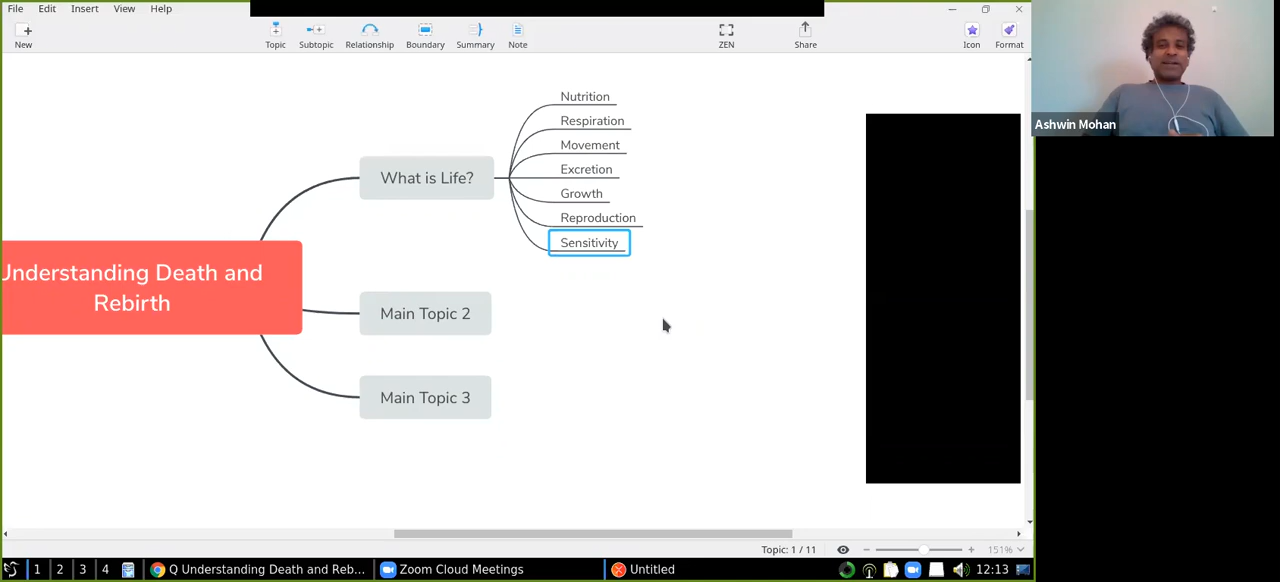 File Edit Insert View Help
New
Topic Subtopic Relationship Boundary Summary Note ZEN Share Icon Format
Ashwin Mohan
Nutrition
Respiration
Movement
Excretion
Growth
Reproduction
Sensitivity
What is Life?
Understanding Death and
Rebirth
Main Topic 2
Main Topic 3
Topic: 1 / 11
151%
1 2 3 4 Q Understanding Death and Reb... Zoom Cloud Meetings Untitled 12:13